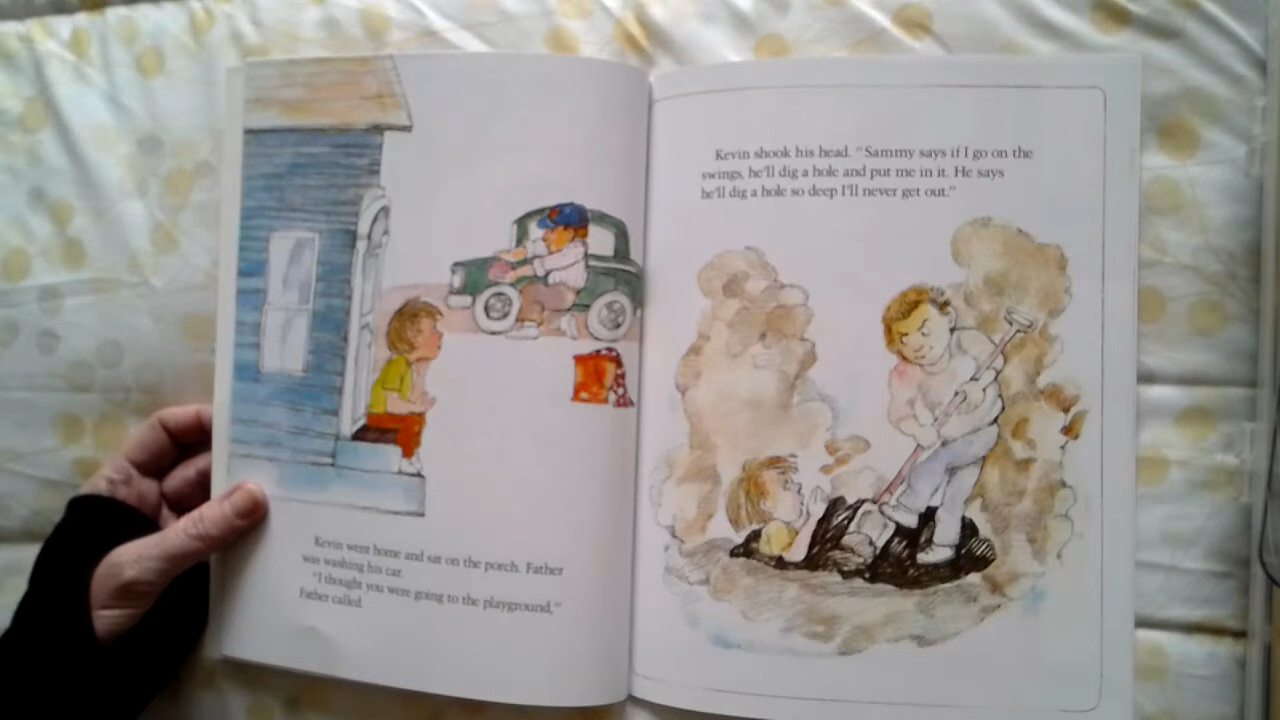 Kevin went home and sat on the porch. Father
was washing his car.
"I thought you were going to the playground,"
Father called.
Kevin shook his head. "Sammy says if I go on the
swings, he'll dig a hole and put me in it. He says
he'll dig a hole so deep I'll never get out."